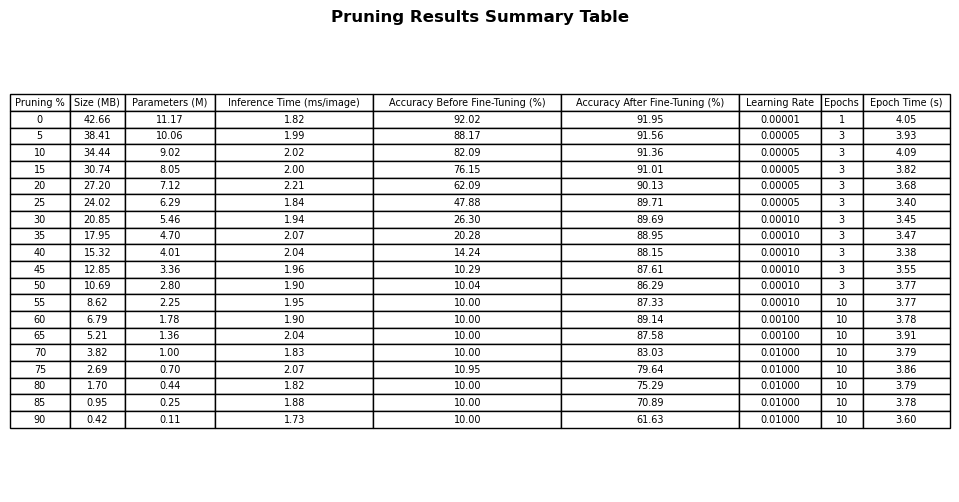 Pruning Results Summary Table
Pruning % Size (MB) Parameters (M) Inference Time (ms/image) Accuracy Before Fine-Tuning (%) Accuracy After Fine-Tuning (%) Learning Rate Epochs Epoch Time (s)
0 42.66 11.17 1.82 92.02 91.95 0.00001 1 4.05
5 38.41 10.06 1.99 88.17 91.56 0.00005 3 3.93
10 34.44 9.02 2.02 82.09 91.36 0.00005 3 4.09
15 30.74 8.05 2.00 76.15 91.01 0.00005 3 3.82
20 27.20 7.12 2.21 62.09 90.13 0.00005 3 3.68
25 24.02 6.29 1.84 47.88 89.71 0.00005 3 3.40
30 20.85 5.46 1.94 26.30 89.69 0.00010 3 3.45
35 17.95 4.70 2.07 20.28 88.95 0.00010 3 3.47
40 15.32 4.01 2.04 14.24 88.15 0.00010 3 3.38
45 12.85 3.36 1.96 10.29 87.61 0.00010 3 3.55
50 10.69 2.80 1.90 10.04 86.29 0.00010 3 3.77
55 8.62 2.25 1.95 10.00 87.33 0.00010 10 3.77
60 6.79 1.78 1.90 10.00 89.14 0.00100 10 3.78
65 5.21 1.36 2.04 10.00 87.58 0.00100 10 3.91
70 3.82 1.00 1.83 10.00 83.03 0.01000 10 3.79
75 2.69 0.70 2.07 10.95 79.64 0.01000 10 3.86
80 1.70 0.44 1.82 10.00 75.29 0.01000 10 3.79
85 0.95 0.25 1.88 10.00 70.89 0.01000 10 3.78
90 0.42 0.11 1.73 10.00 61.63 0.01000 10 3.60